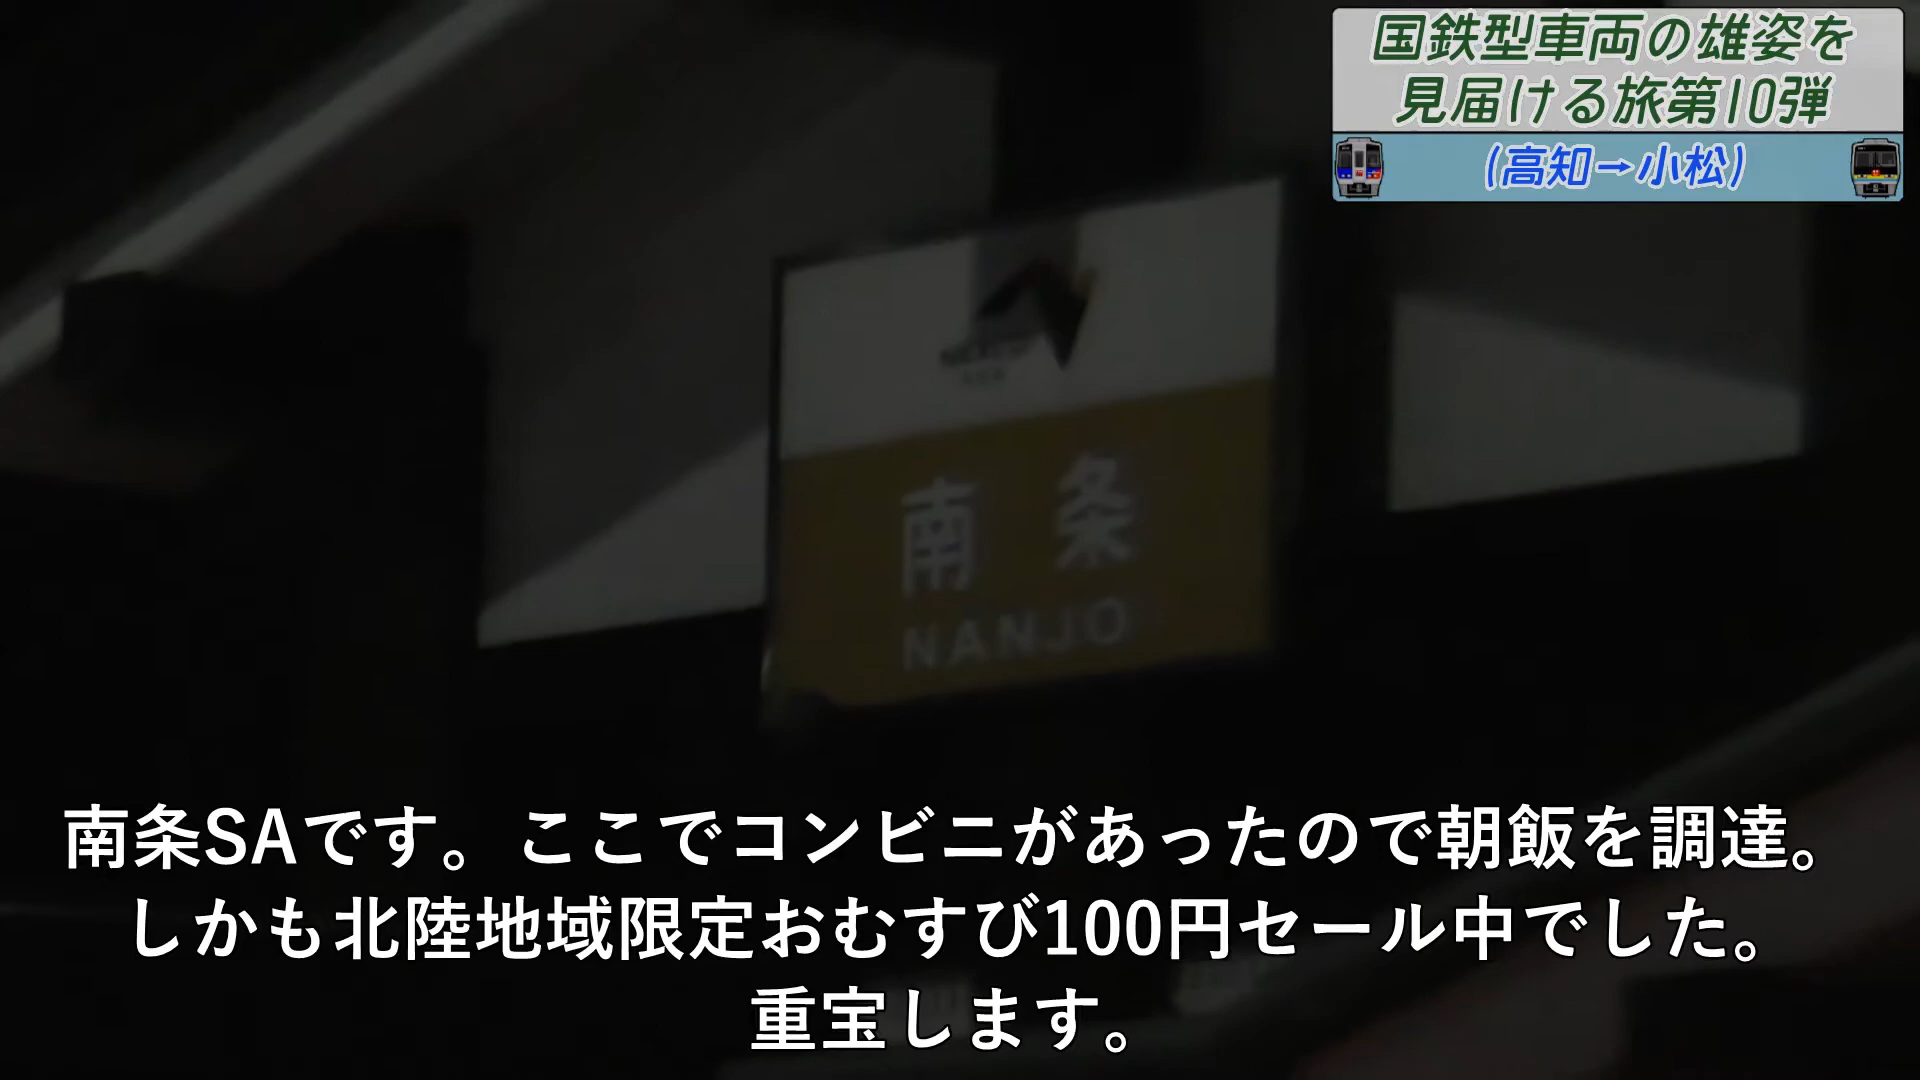 国鉄型車両の雄姿を
見届ける旅第10弾
(高知→小松)
南条
NANJO
南条SAです。ここでコンビニがあったので朝飯を調達。
しかも北陸地域限定おむすび100円セール中でした。
重宝します。